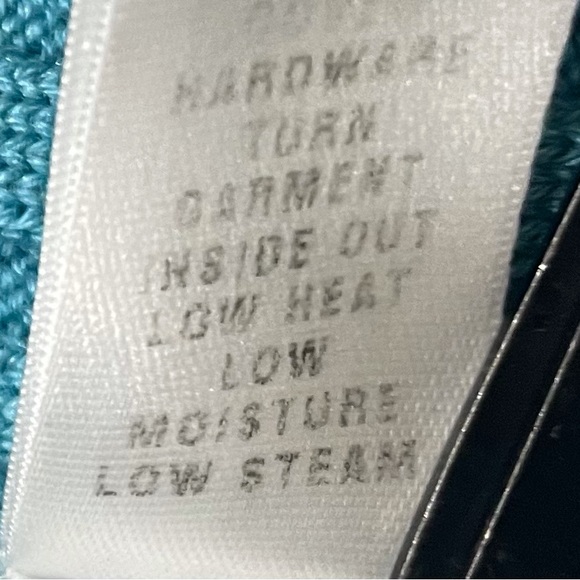 HARDWARE
TURN
GARMENT
INSIDE OUT
LOW HEAT
LOW
MOISTURE
LOW STEAM